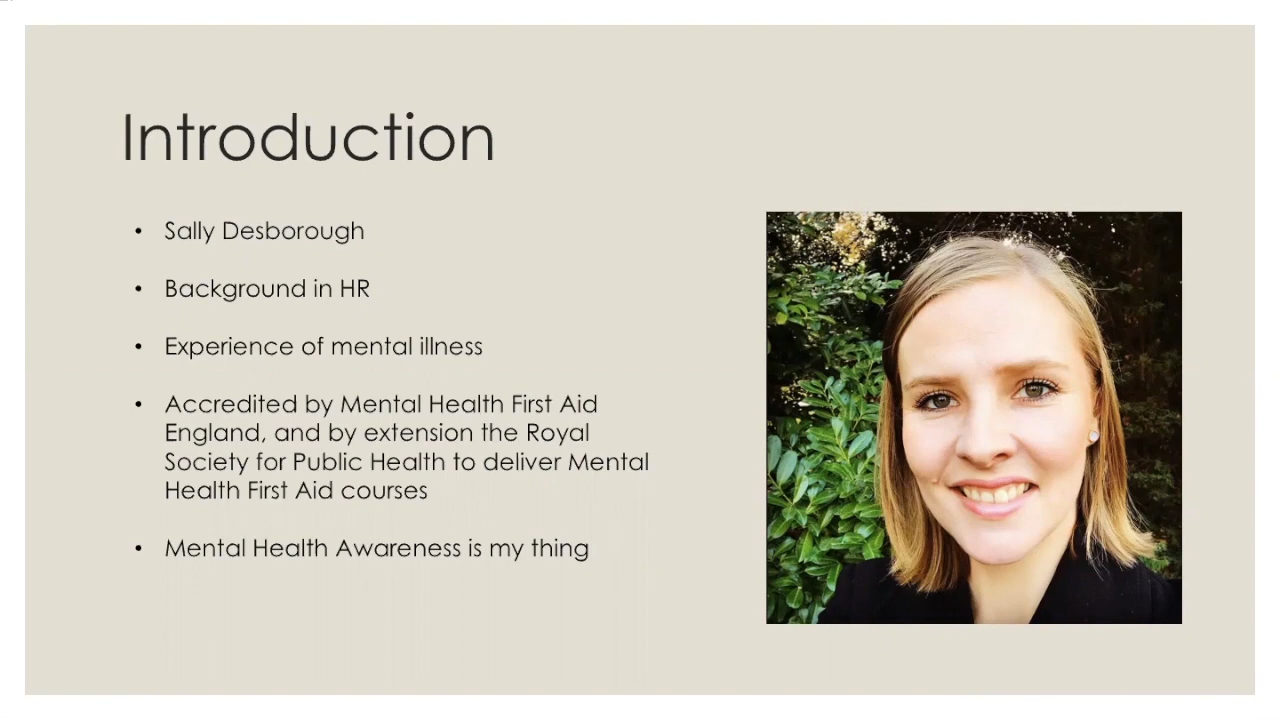 Introduction
• Sally Desborough
• Background in HR
• Experience of mental illness
• Accredited by Mental Health First Aid
England, and by extension the Royal
Society for Public Health to deliver Mental
Health First Aid courses
• Mental Health Awareness is my thing